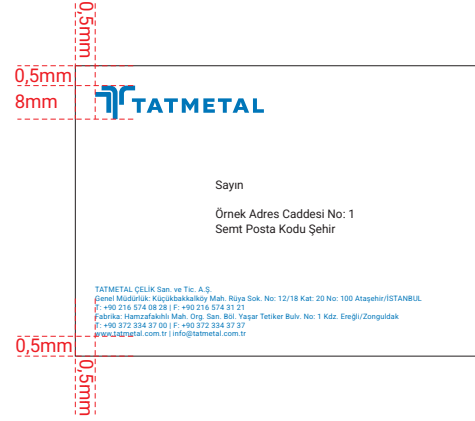 0,5mm
0,5mm
8mm
TATMETAL
Sayın
Örnek Adres Caddesi No: 1
Semt Posta Kodu Şehir
TATMETAL ÇELİK San. ve Tic. A.Ş.
Genel Müdürlük: Küçükbakkalköy Mah. Rüya Sok. No: 12/18 Kat: 20 No: 100 Ataşehir/İSTANBUL
T: +90 216 574 08 28 | F: +90 216 574 31 21
Fabrika: Hamzafakıhlı Mah. Org. San. Böl. Yaşar Tetiker Bulv. No: 1 Kdz. Ereğli/Zonguldak
T: +90 372 334 37 00 | F: +90 372 334 37 37
www.tatmetal.com.tr | info@tatmetal.com.tr
0,5mm
0,5mm